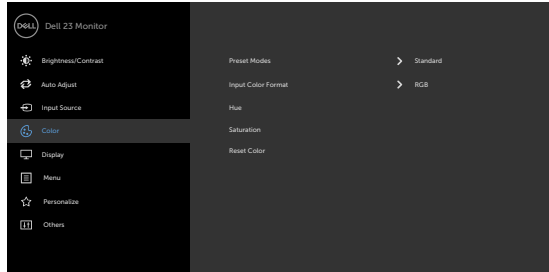 DELL Dell 23 Monitor
Brightness/Contrast
Auto Adjust
Input Source
Color
Display
Menu
Personalize
Others
Preset Modes Standard
Input Color Format RGB
Hue
Saturation
Reset Color